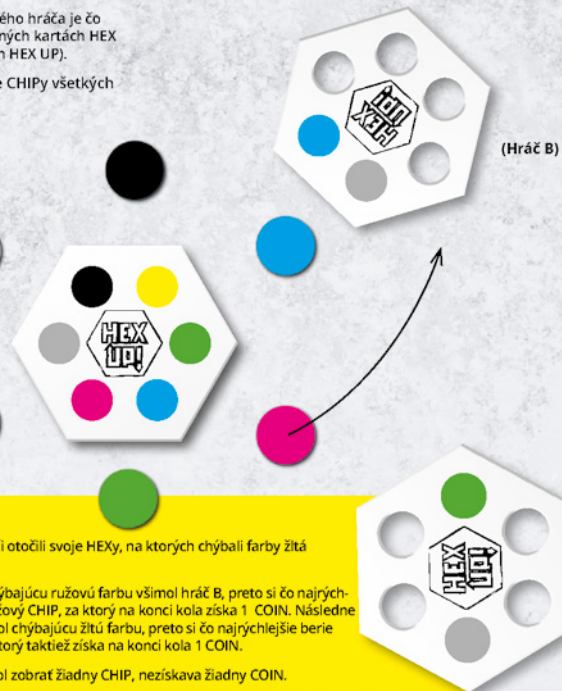 ého hráča je čo
ných kartách HEX
n HEX UP).
e CHIPy všetkých
HEX UP!
(Hráč B)
HEX
UP!
HEX
UP!
i otočili svoje HEXy, na ktorých chýbali farby žltá
ýbajúcu ružovú farbu všimol hráč B, preto si čo najrých-
žový CHIP, za ktorý na konci kola získa 1 COIN. Následne
ol chýbajúcu žltú farbu, preto si čo najrýchlejšie berie
torý taktiež získa na konci kola 1 COIN.
ol zobrať žiadny CHIP, nezískava žiadny COIN.